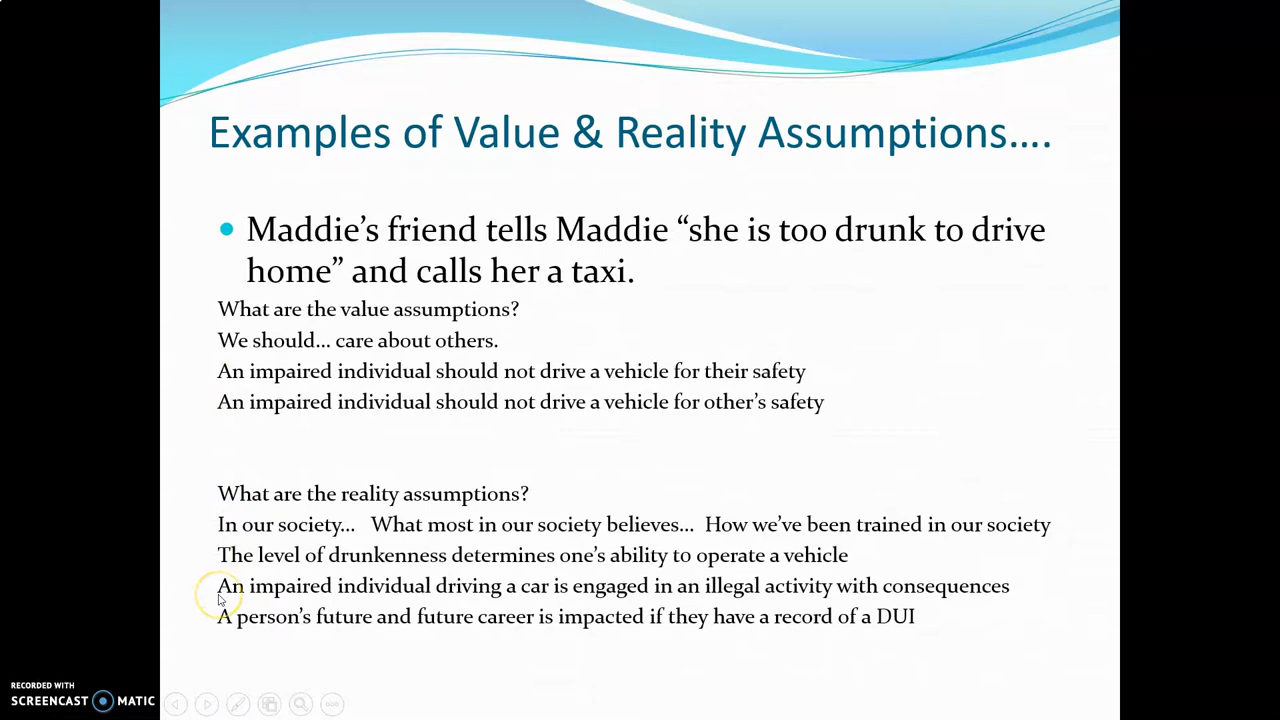 Examples of Value & Reality Assumptions….
• Maddie’s friend tells Maddie “she is too drunk to drive
home” and calls her a taxi.
What are the value assumptions?
We should… care about others.
An impaired individual should not drive a vehicle for their safety
An impaired individual should not drive a vehicle for other’s safety
What are the reality assumptions?
In our society… What most in our society believes… How we’ve been trained in our society
The level of drunkenness determines one’s ability to operate a vehicle
An impaired individual driving a car is engaged in an illegal activity with consequences
A person’s future and future career is impacted if they have a record of a DUI
RECORDED WITH
SCREENCAST MATIC